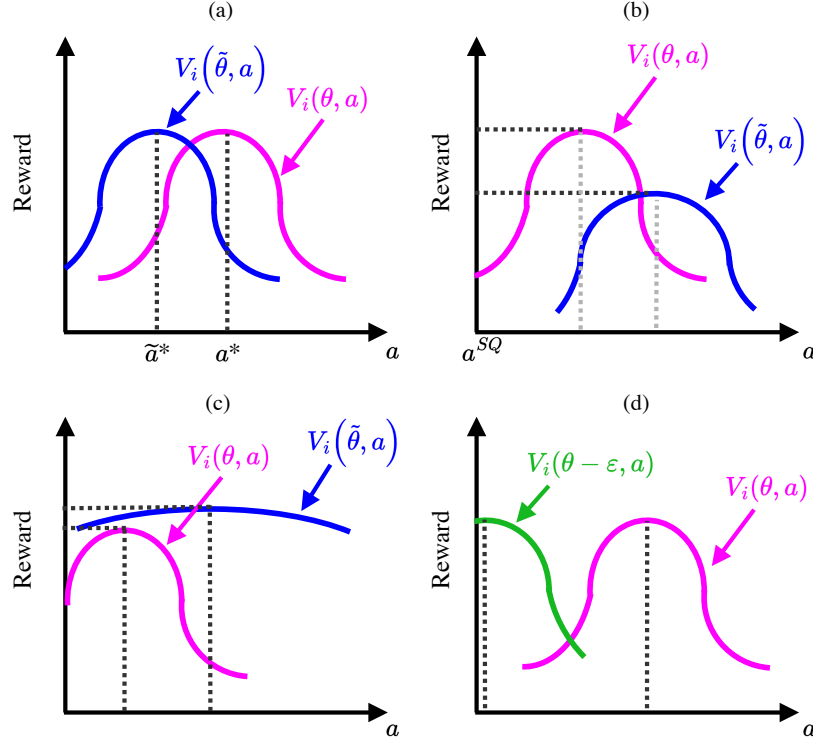 (a)
V_i(θ̃, a)
V_i(θ, a)
Reward
ã*
a*
a
(b)
V_i(θ, a)
V_i(θ̃, a)
Reward
a^{SQ}
a
(c)
V_i(θ, a)
V_i(θ̃, a)
Reward
a
(d)
V_i(θ − ε, a)
V_i(θ, a)
Reward
a